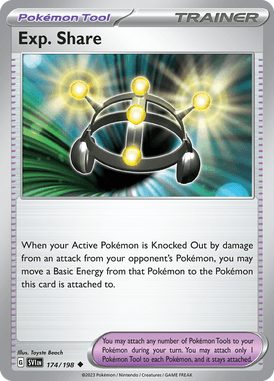 Pokémon Tool
TRAINER
Exp. Share
When your Active Pokémon is Knocked Out by damage
from an attack from your opponent's Pokémon, you may
move a Basic Energy from that Pokémon to the Pokémon
this card is attached to.
Illus. Toyste Beach
G SVI EN 174/198 ◆
You may attach any number of Pokémon Tools to your
Pokémon during your turn. You may attach only 1
Pokémon Tool to each Pokémon, and it stays attached.
©2023 Pokémon / Nintendo / Creatures / GAME FREAK